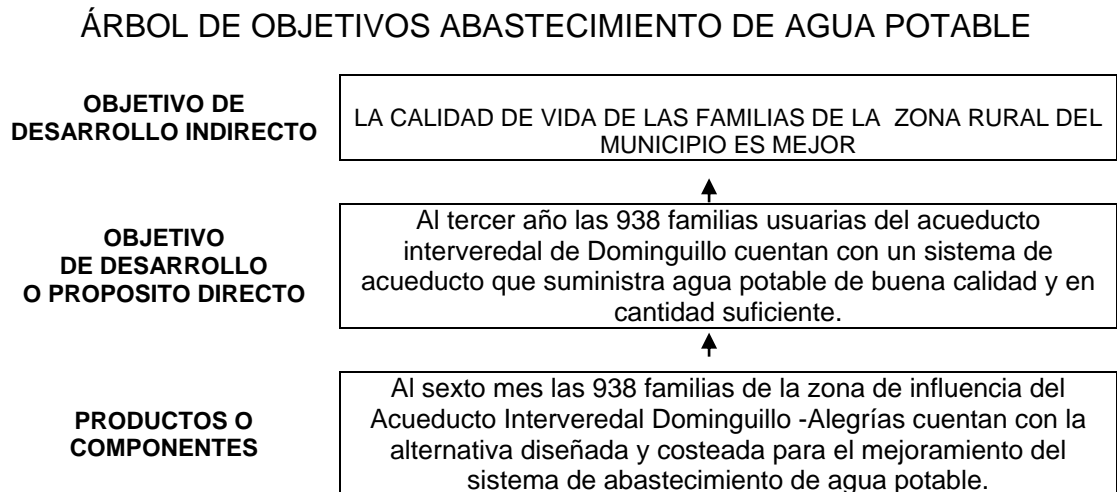 ÁRBOL DE OBJETIVOS ABASTECIMIENTO DE AGUA POTABLE
OBJETIVO DE
DESARROLLO INDIRECTO
LA CALIDAD DE VIDA DE LAS FAMILIAS DE LA ZONA RURAL DEL
MUNICIPIO ES MEJOR
OBJETIVO
DE DESARROLLO
O PROPOSITO DIRECTO
Al tercer año las 938 familias usuarias del acueducto
interveredal de Dominguillo cuentan con un sistema de
acueducto que suministra agua potable de buena calidad y en
cantidad suficiente.
PRODUCTOS O
COMPONENTES
Al sexto mes las 938 familias de la zona de influencia del
Acueducto Interveredal Dominguillo -Alegrías cuentan con la
alternativa diseñada y costeada para el mejoramiento del
sistema de abastecimiento de agua potable.